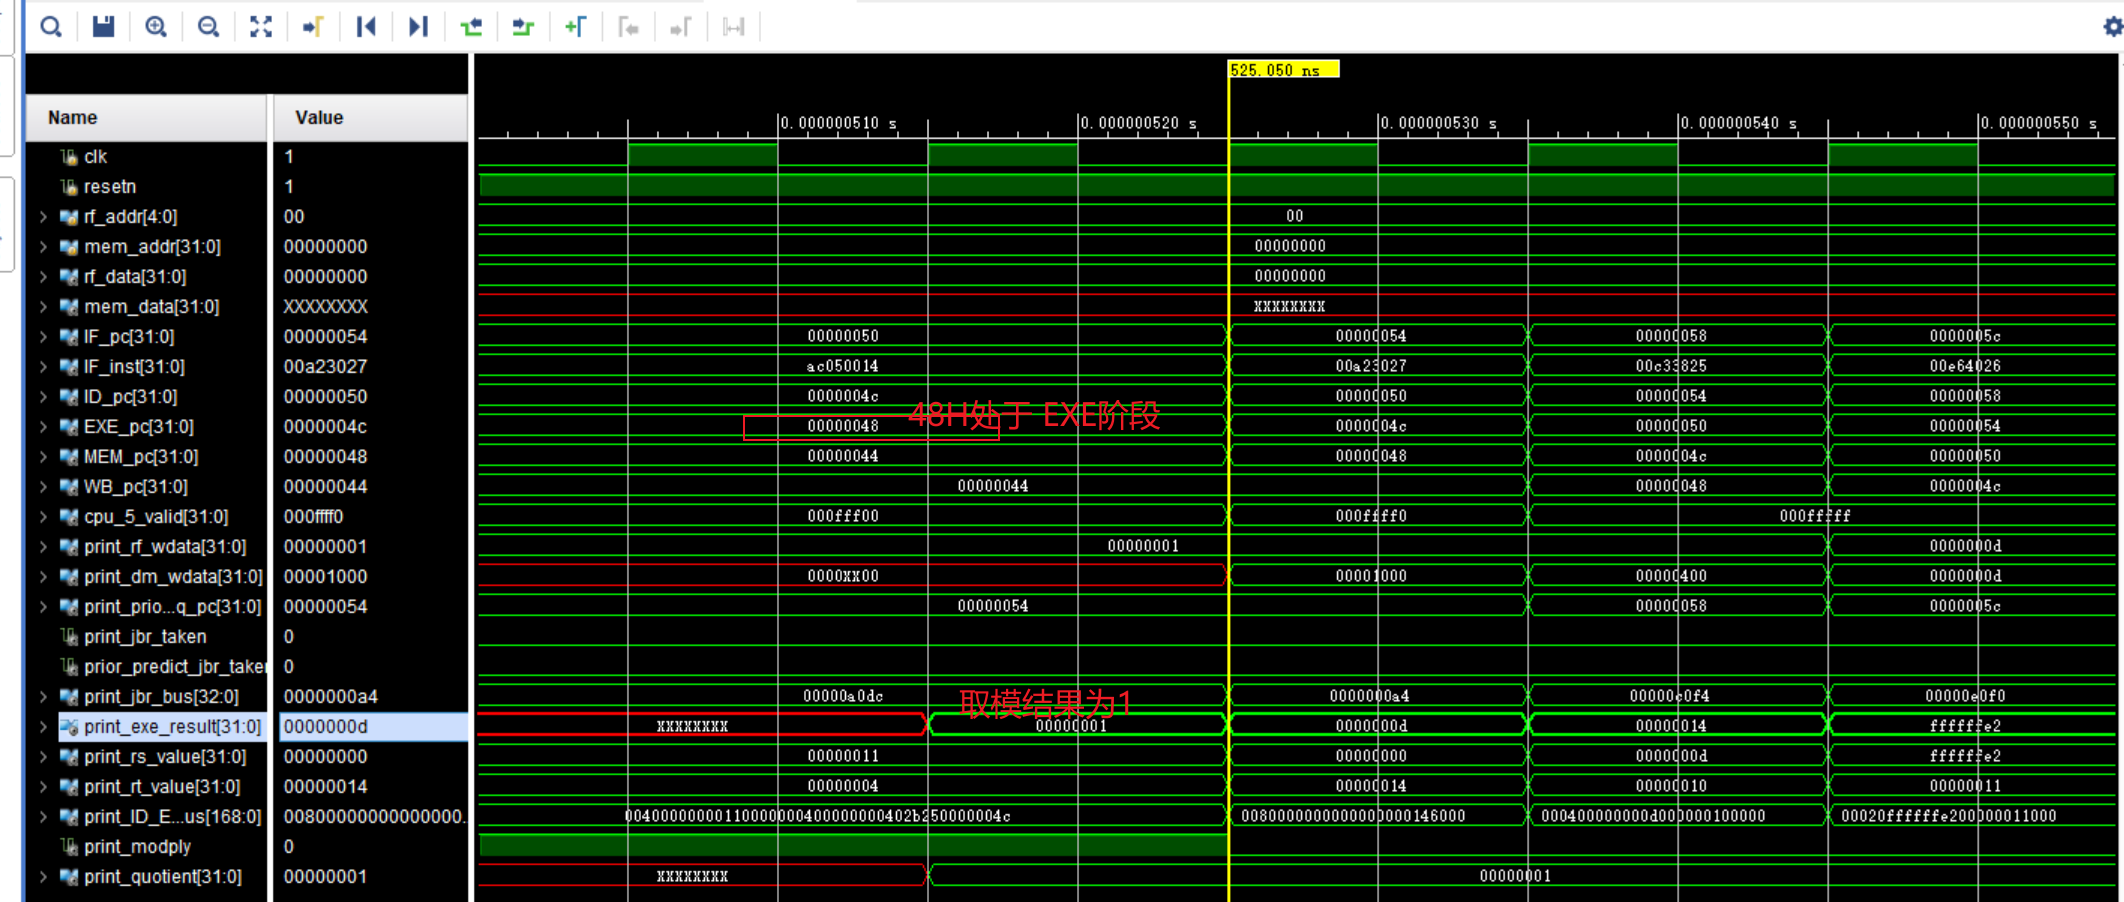 525.050 ns
Name Value
0.000000510 s 0.000000520 s 0.000000530 s 0.000000540 s 0.000000550 s
clk 1
resetn 1
rf_addr[4:0] 00 00
mem_addr[31:0] 00000000 00000000
rf_data[31:0] 00000000 00000000
mem_data[31:0] XXXXXXXX XXXXXXXX
IF_pc[31:0] 00000054 00000050 00000054 00000058 0000005c
IF_inst[31:0] 00a23027 ac050014 00a23027 00c33825 00e64026
ID_pc[31:0] 00000050 0000004c 00000050 00000054 00000058
48H处于 EXE阶段
EXE_pc[31:0] 0000004c 00000048 0000004c 00000050 00000054
MEM_pc[31:0] 00000048 00000044 00000048 0000004c 00000050
WB_pc[31:0] 00000044 00000044 00000048 0000004c
cpu_5_valid[31:0] 000ffff0 000fff00 000ffff0 000fffff
print_rf_wdata[31:0] 00000001 00000001 0000000d
print_dm_wdata[31:0] 00001000 0000XX00 00001000 00000400 0000000d
print_prio...q_pc[31:0] 00000054 00000054 00000058 0000005c
print_jbr_taken 0
prior_predict_jbr_taken 0
print_jbr_bus[32:0] 0000000a4 00000a0dc 0000000a4 00000c0f4 00000e0f0
取模结果为1
print_exe_result[31:0] 0000000d XXXXXXXX 00000001 0000000d 00000014 ffffffe2
print_rs_value[31:0] 00000000 00000011 00000000 0000000d ffffffe2
print_rt_value[31:0] 00000014 00000004 00000014 00000010 00000011
print_ID_E...us[168:0] 00800000000000000...
print_modply 0
print_quotient[31:0] 00000001 XXXXXXXX 00000001